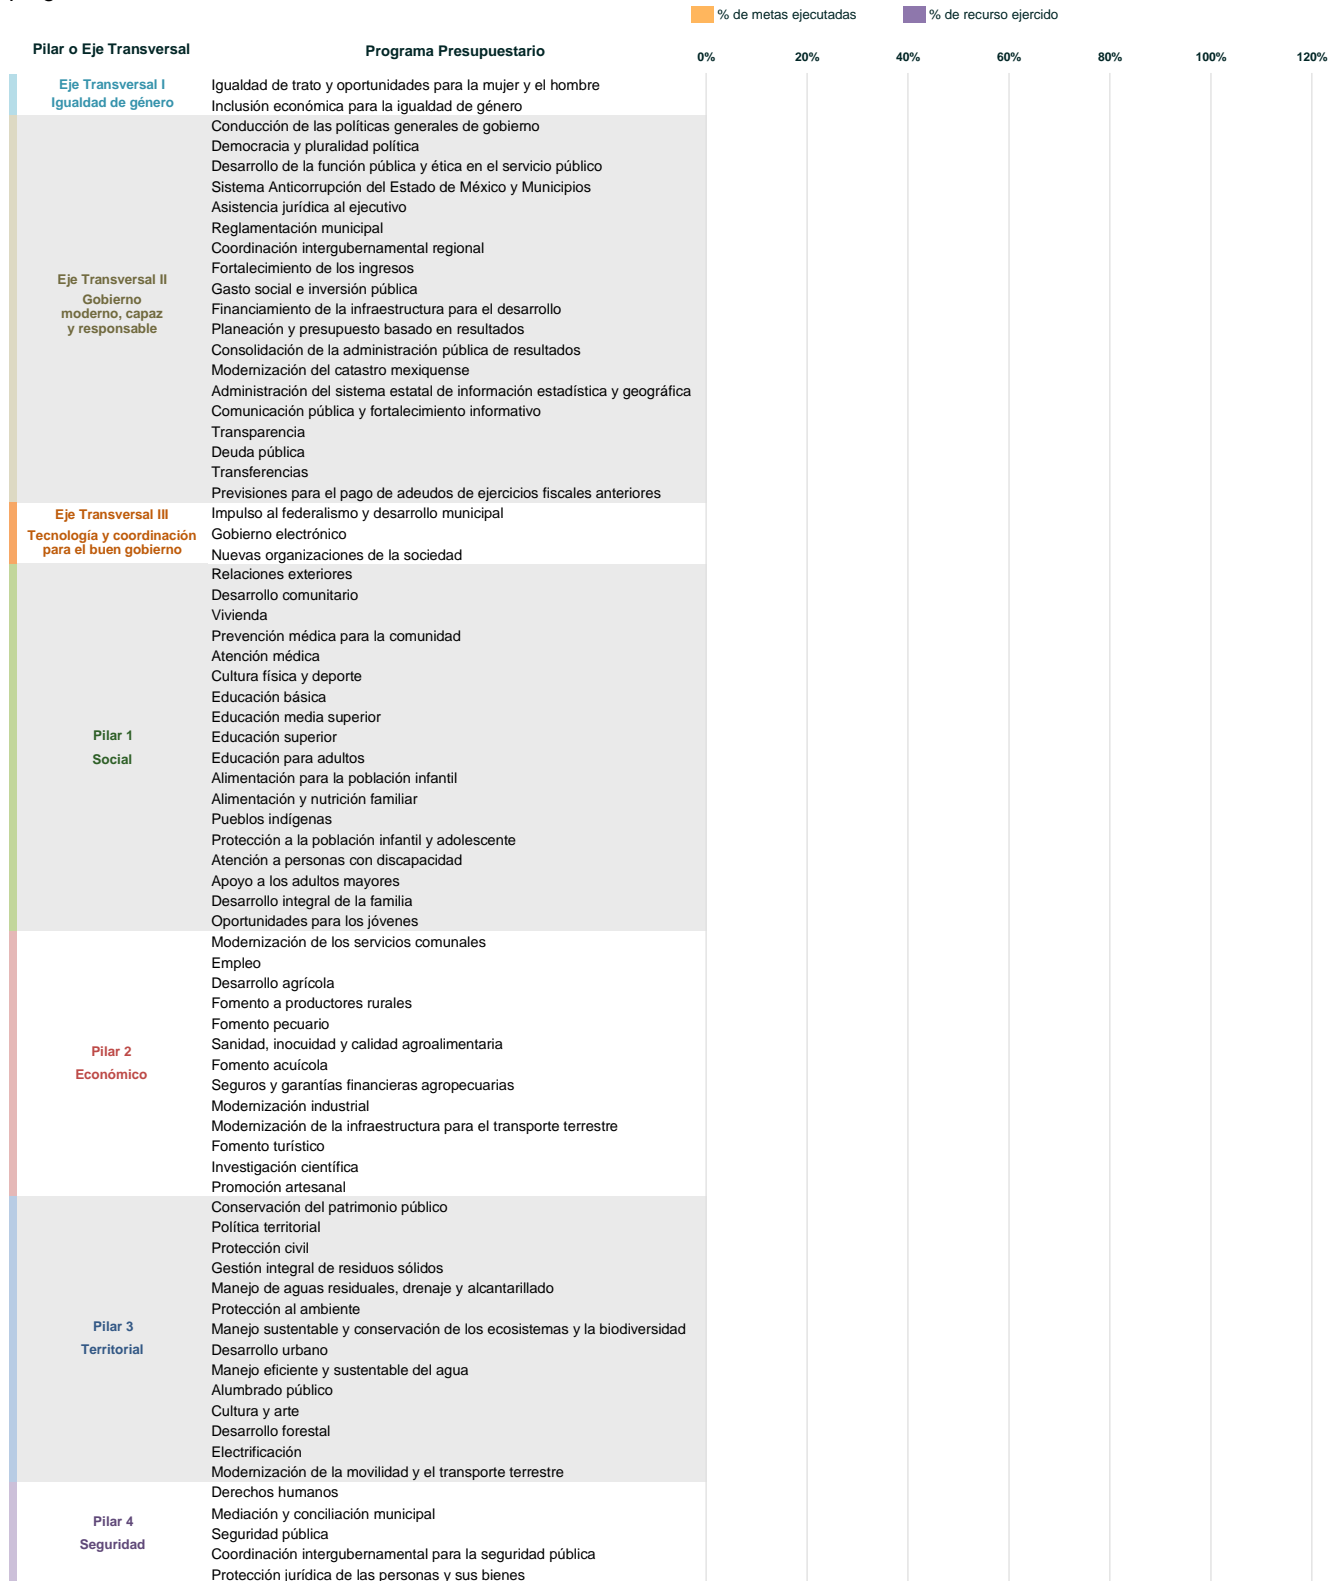 % de metas ejecutadas % de recurso ejercido
Pilar o Eje Transversal Programa Presupuestario 0% 20% 40% 60% 80% 100% 120%
Eje Transversal I
Igualdad de género
Igualdad de trato y oportunidades para la mujer y el hombre
Inclusión económica para la igualdad de género
Eje Transversal II
Gobierno
moderno, capaz
y responsable
Conducción de las políticas generales de gobierno
Democracia y pluralidad política
Desarrollo de la función pública y ética en el servicio público
Sistema Anticorrupción del Estado de México y Municipios
Asistencia jurídica al ejecutivo
Reglamentación municipal
Coordinación intergubernamental regional
Fortalecimiento de los ingresos
Gasto social e inversión pública
Financiamiento de la infraestructura para el desarrollo
Planeación y presupuesto basado en resultados
Consolidación de la administración pública de resultados
Modernización del catastro mexiquense
Administración del sistema estatal de información estadística y geográfica
Comunicación pública y fortalecimiento informativo
Transparencia
Deuda pública
Transferencias
Previsiones para el pago de adeudos de ejercicios fiscales anteriores
Eje Transversal III
Tecnología y coordinación
para el buen gobierno
Impulso al federalismo y desarrollo municipal
Gobierno electrónico
Nuevas organizaciones de la sociedad
Pilar 1
Social
Relaciones exteriores
Desarrollo comunitario
Vivienda
Prevención médica para la comunidad
Atención médica
Cultura física y deporte
Educación básica
Educación media superior
Educación superior
Educación para adultos
Alimentación para la población infantil
Alimentación y nutrición familiar
Pueblos indígenas
Protección a la población infantil y adolescente
Atención a personas con discapacidad
Apoyo a los adultos mayores
Desarrollo integral de la familia
Oportunidades para los jóvenes
Pilar 2
Económico
Modernización de los servicios comunales
Empleo
Desarrollo agrícola
Fomento a productores rurales
Fomento pecuario
Sanidad, inocuidad y calidad agroalimentaria
Fomento acuícola
Seguros y garantías financieras agropecuarias
Modernización industrial
Modernización de la infraestructura para el transporte terrestre
Fomento turístico
Investigación científica
Promoción artesanal
Pilar 3
Territorial
Conservación del patrimonio público
Política territorial
Protección civil
Gestión integral de residuos sólidos
Manejo de aguas residuales, drenaje y alcantarillado
Protección al ambiente
Manejo sustentable y conservación de los ecosistemas y la biodiversidad
Desarrollo urbano
Manejo eficiente y sustentable del agua
Alumbrado público
Cultura y arte
Desarrollo forestal
Electrificación
Modernización de la movilidad y el transporte terrestre
Pilar 4
Seguridad
Derechos humanos
Mediación y conciliación municipal
Seguridad pública
Coordinación intergubernamental para la seguridad pública
Protección jurídica de las personas y sus bienes